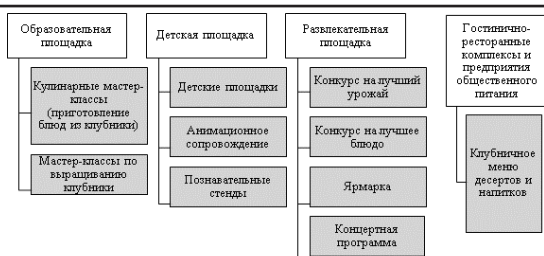 Образовательная
площадка
Кулинарные мастер-
классы
(приготовление
блюд из клубники)
Мастер-классы по
выращиванию
клубники
Детская площадка
Детские площадки
Анимационное
сопровождение
Познавательные
стенды
Развлекательная
площадка
Конкурс на лучший
урожай
Конкурс на лучшее
блюдо
Ярмарка
Концертная
программа
Гостинично-
ресторанные
комплексы и
предприятия
общественного
питания
Клубничное
меню
десертов и
напитков